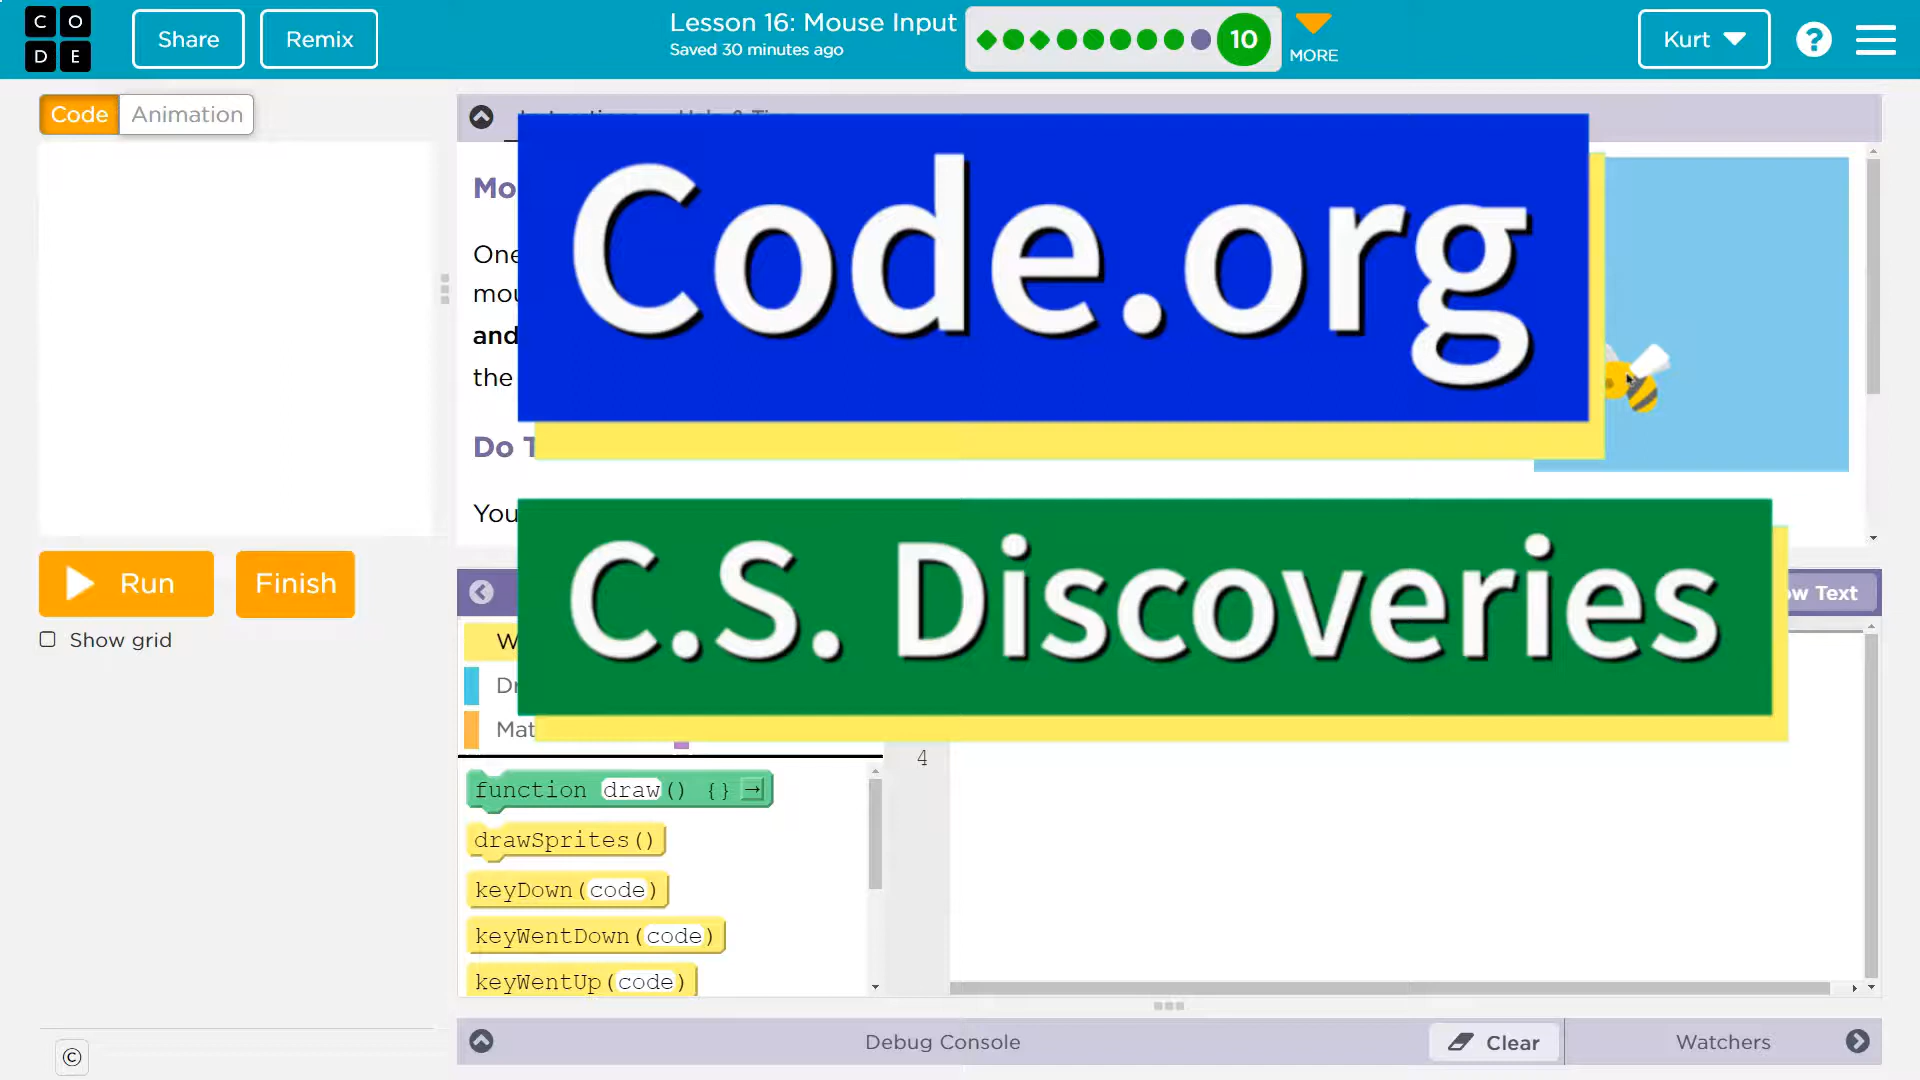 C O
D E
Share
Remix
Lesson 16: Mouse Input
Saved 30 minutes ago
10
MORE
Kurt
?
Code
Animation
Code.org
Mo
One
mou
and
the
Do T
You
C.S. Discoveries
Run
Finish
Show grid
ow Text
W
Dr
Mat
4
function draw() {}
drawSprites()
keyDown(code)
keyWentDown(code)
keyWentUp(code)
©
Debug Console
Clear
Watchers